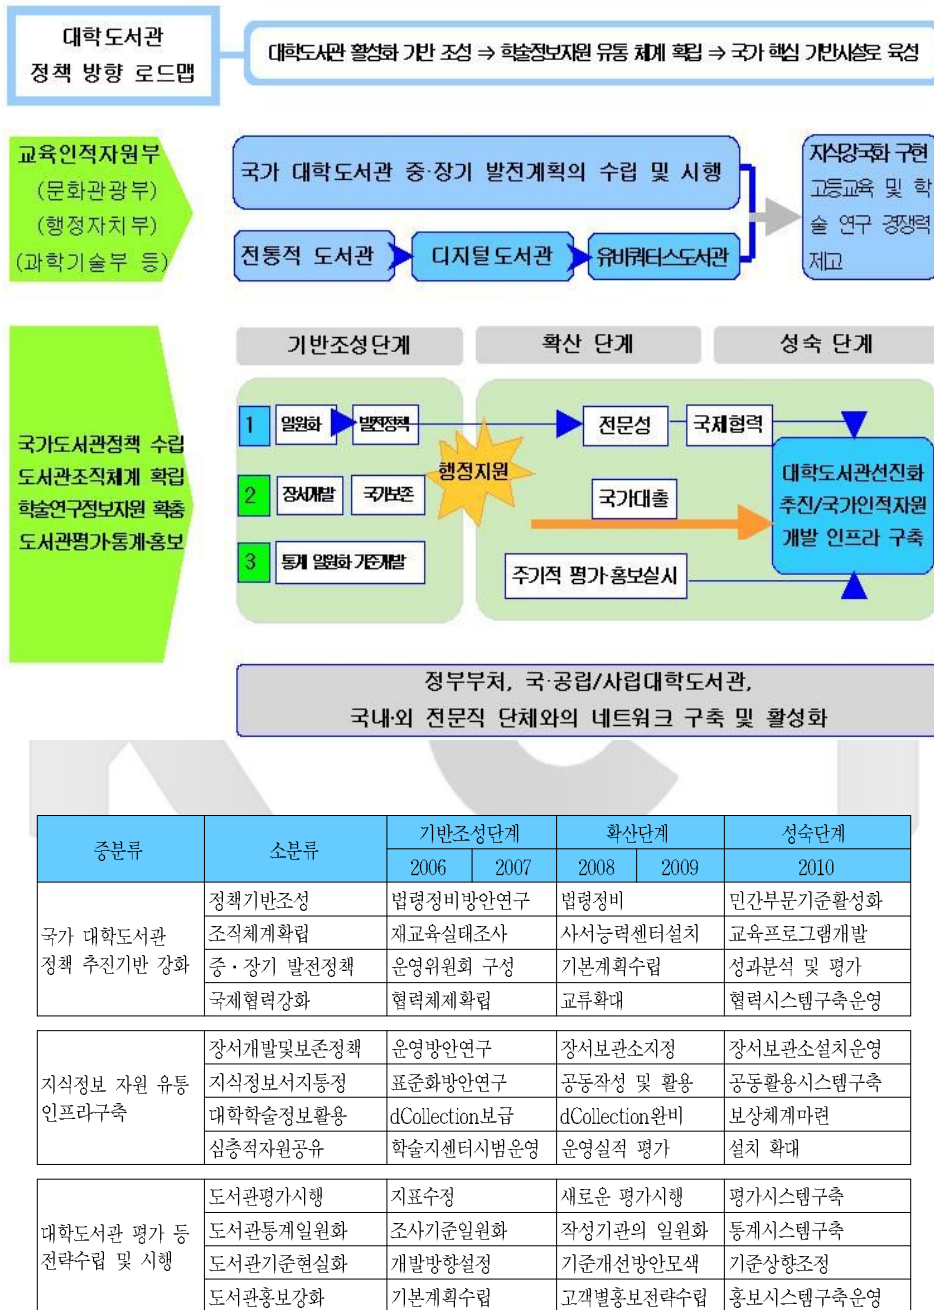 대학도서관
정책 방향 로드맵
대학도서관 활성화 기반 조성 ⇒ 학술정보자원 유통 체계 확립 ⇒ 국가 핵심 기반시설로 육성
교육인적자원부
(문화관광부)
(행정자치부)
(과학기술부 등)
국가 대학도서관 중·장기 발전계획의 수립 및 시행
전통적 도서관
디지털도서관
유비쿼터스도서관
지식강국화 구현
고등교육 및 학
술 연구 경쟁력
제고
기반조성단계
확산 단계
성숙 단계
국가도서관정책 수립
도서관조직체계 확립
학술연구정보자원 확충
도서관평가·통계·홍보
1
일원화
발전정책
전문성
국제협력
행정지원
2
장서개발
국가보존
국가대출
3
통계 일원화 기준개발
주기적 평가·홍보실시
대학도서관선진화
추진/국가인적자원
개발 인프라 구축
정부부처, 국·공립/사립대학도서관,
국내·외 전문직 단체와의 네트워크 구축 및 활성화
중분류 소분류 기반조성단계 확산단계 성숙단계
2006 2007 2008 2009 2010
국가 대학도서관
정책 추진기반 강화
정책기반조성 법령정비방안연구 법령정비 민간부문기준활성화
조직체계확립 재교육실태조사 사서능력센터설치 교육프로그램개발
중·장기 발전정책 운영위원회 구성 기본계획수립 성과분석 및 평가
국제협력강화 협력체제확립 교류확대 협력시스템구축운영
지식정보 자원 유통
인프라구축
장서개발및보존정책 운영방안연구 장서보관소지정 장서보관소설치운영
지식정보서지통정 표준화방안연구 공동작성 및 활용 공동활용시스템구축
대학학술정보활용 dCollection보급 dCollection완비 보상체계마련
심층적자원공유 학술지센터시범운영 운영실적 평가 설치 확대
대학도서관 평가 등
전략수립 및 시행
도서관평가시행 지표수정 새로운 평가시행 평가시스템구축
도서관통계일원화 조사기준일원화 작성기관의 일원화 통계시스템구축
도서관기준현실화 개발방향설정 기준개선방안모색 기준상향조정
도서관홍보강화 기본계획수립 고객별홍보전략수립 홍보시스템구축운영